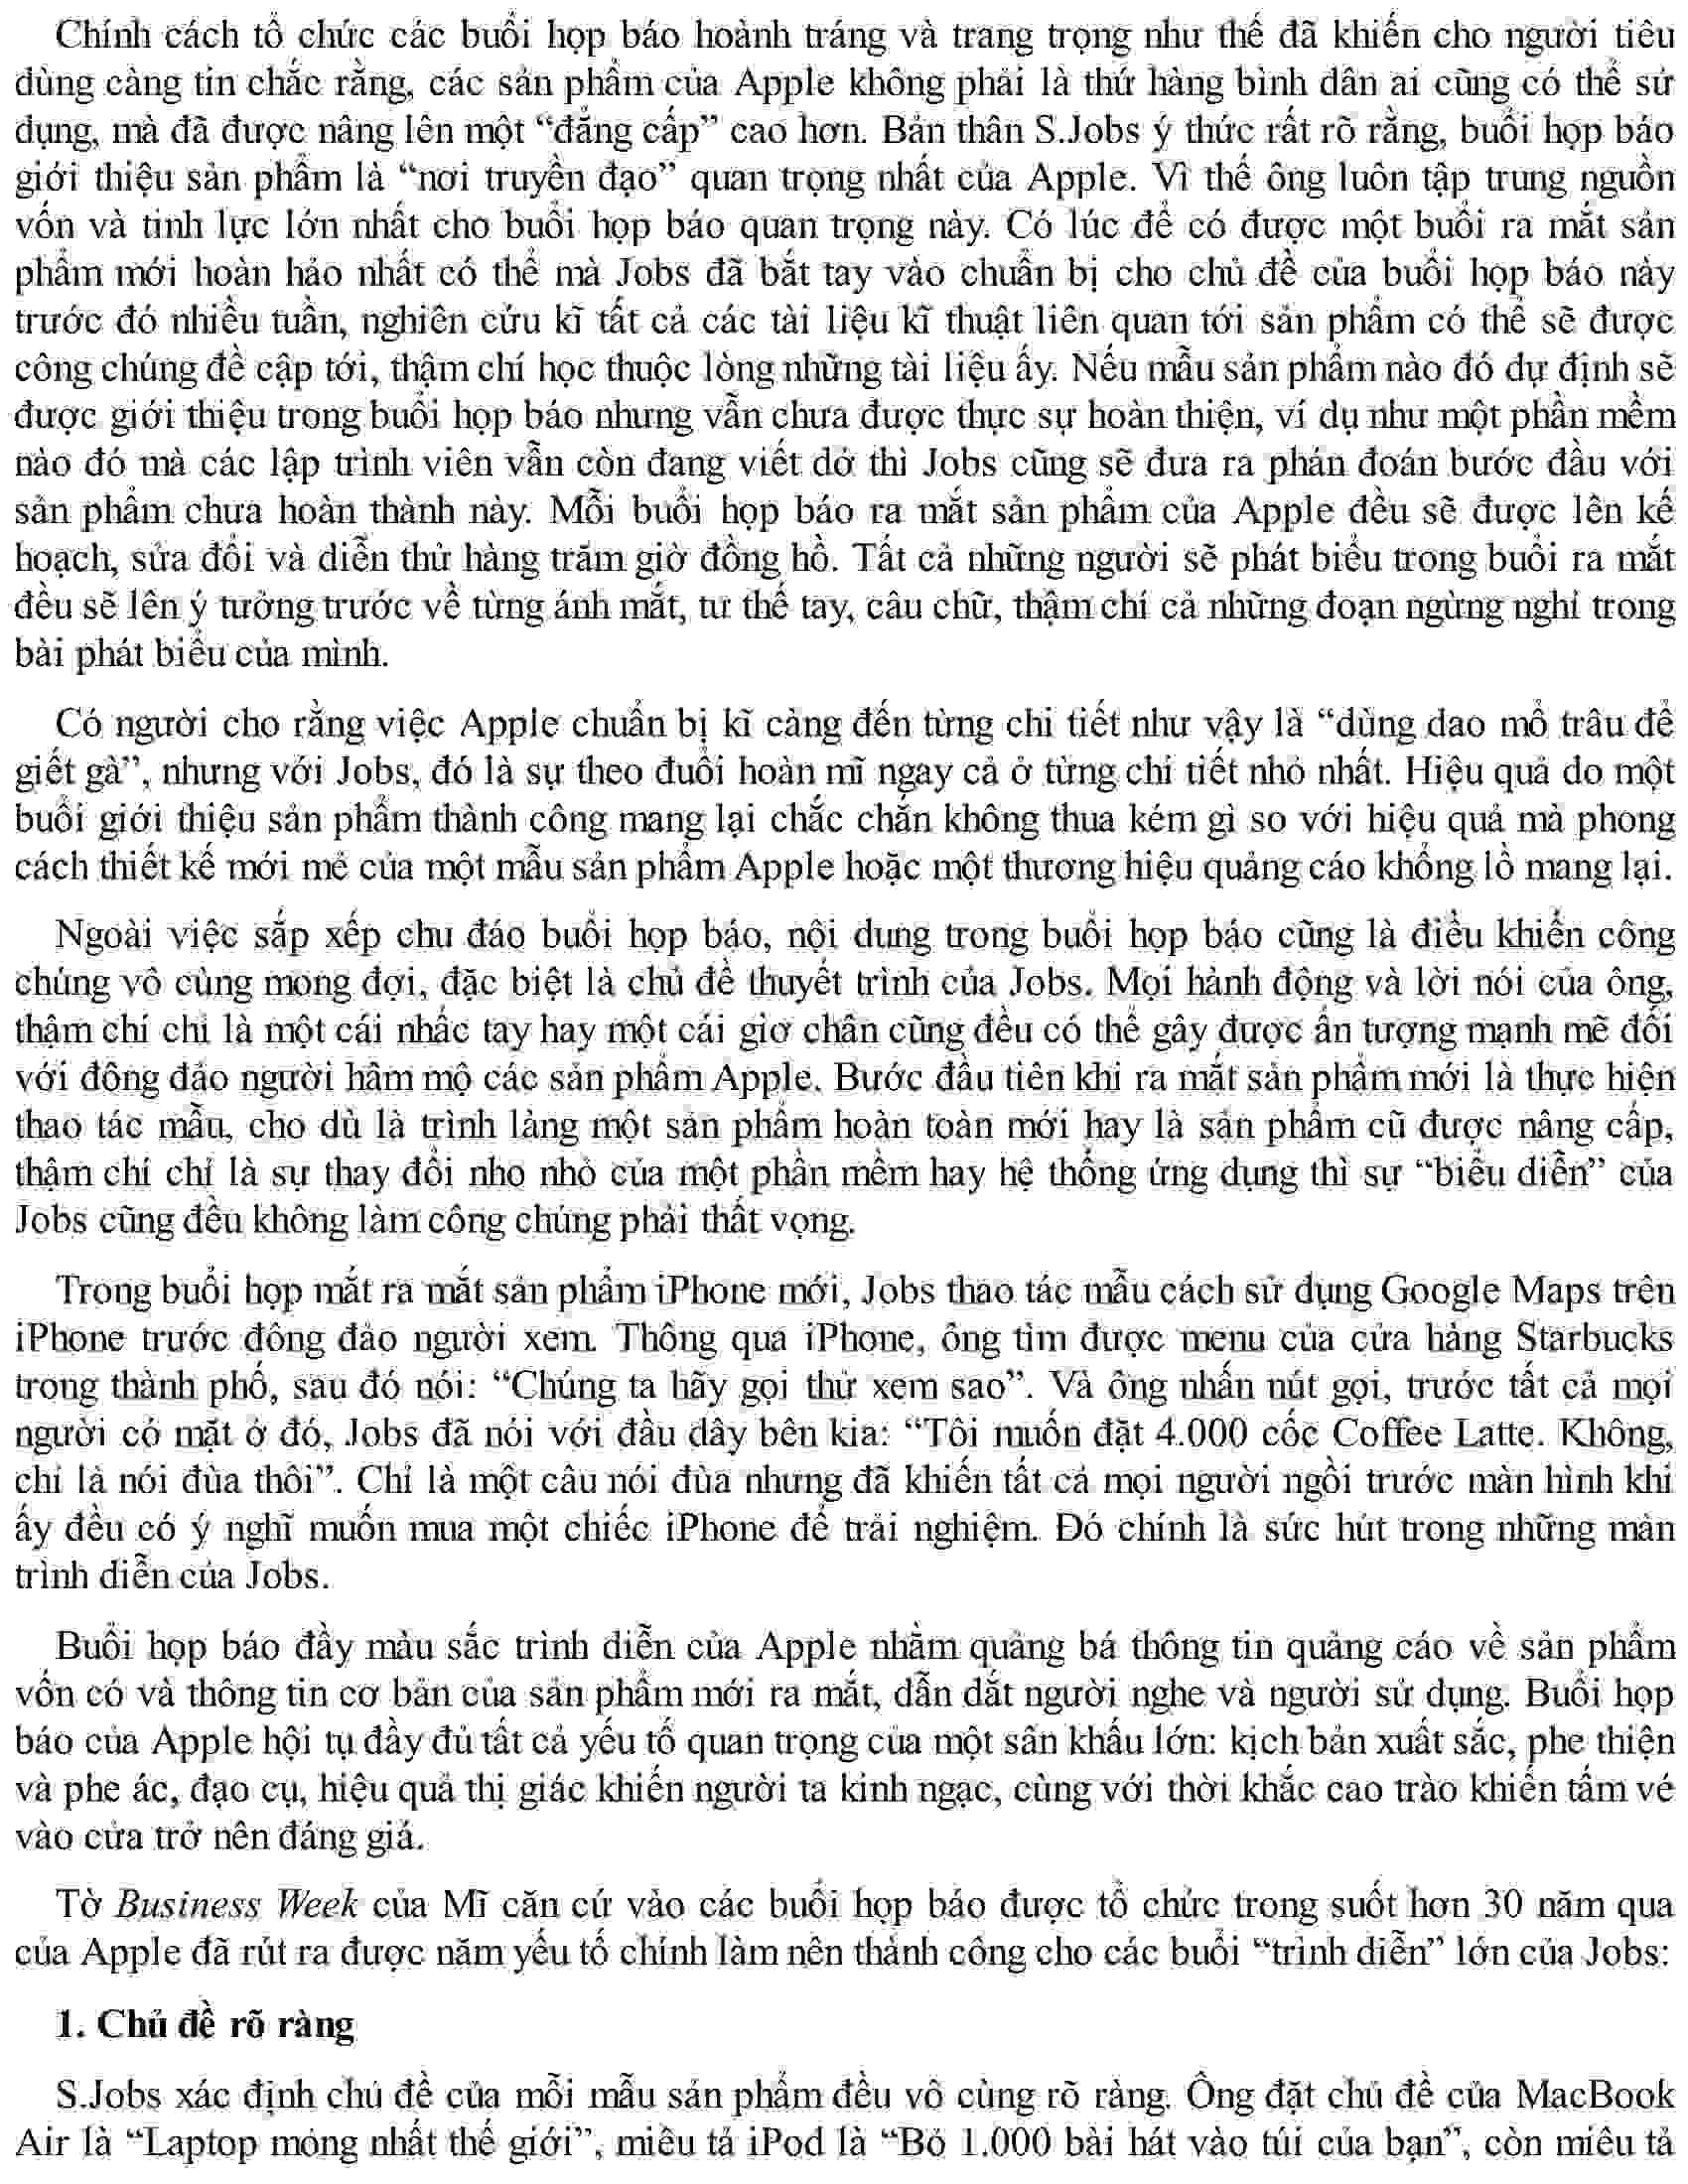 Chính cách tổ chức các buổi họp báo hoành tráng và trang trọng như thế đã khiến cho người tiêu
dùng càng tin chắc rằng, các sản phẩm của Apple không phải là thứ hàng bình dân ai cũng có thể sử
dụng, mà đã được nâng lên một “đẳng cấp” cao hơn. Bản thân S.Jobs ý thức rất rõ rằng, buổi họp báo
giới thiệu sản phẩm là “nơi truyền đạo” quan trọng nhất của Apple. Vì thế ông luôn tập trung nguồn
vốn và tinh lực lớn nhất cho buổi họp báo quan trọng này. Có lúc để có được một buổi ra mắt sản
phẩm mới hoàn hảo nhất có thể mà Jobs đã bắt tay vào chuẩn bị cho chủ đề của buổi họp báo này
trước đó nhiều tuần, nghiên cứu kĩ tất cả các tài liệu kĩ thuật liên quan tới sản phẩm có thể sẽ được
công chúng đề cập tới, thậm chí học thuộc lòng những tài liệu ấy. Nếu mẫu sản phẩm nào đó dự định sẽ
được giới thiệu trong buổi họp báo nhưng vẫn chưa được thực sự hoàn thiện, ví dụ như một phần mềm
nào đó mà các lập trình viên vẫn còn đang viết dở thì Jobs cũng sẽ đưa ra phán đoán bước đầu với
sản phẩm chưa hoàn thành này. Mỗi buổi họp báo ra mắt sản phẩm của Apple đều sẽ được lên kế
hoạch, sửa đổi và diễn thử hàng trăm giờ đồng hồ. Tất cả những người sẽ phát biểu trong buổi ra mắt
đều sẽ lên ý tưởng trước về từng ánh mắt, tư thế tay, câu chữ, thậm chí cả những đoạn ngừng nghỉ trong
bài phát biểu của mình.
Có người cho rằng việc Apple chuẩn bị kĩ càng đến từng chi tiết như vậy là “dùng dao mổ trâu để
giết gà”, nhưng với Jobs, đó là sự theo đuổi hoàn mĩ ngay cả ở từng chi tiết nhỏ nhất. Hiệu quả do một
buổi giới thiệu sản phẩm thành công mang lại chắc chắn không thua kém gì so với hiệu quả mà phong
cách thiết kế mới mẻ của một mẫu sản phẩm Apple hoặc một thương hiệu quảng cáo khổng lồ mang lại.
Ngoài việc sắp xếp chu đáo buổi họp báo, nội dung trong buổi họp báo cũng là điều khiến công
chúng vô cùng mong đợi, đặc biệt là chủ đề thuyết trình của Jobs. Mọi hành động và lời nói của ông,
thậm chí chỉ là một cái nhấc tay hay một cái giơ chân cũng đều có thể gây được ấn tượng mạnh mẽ đối
với đông đảo người hâm mộ các sản phẩm Apple. Bước đầu tiên khi ra mắt sản phẩm mới là thực hiện
thao tác mẫu, cho dù là trình làng một sản phẩm hoàn toàn mới hay là sản phẩm cũ được nâng cấp,
thậm chí chỉ là sự thay đổi nho nhỏ của một phần mềm hay hệ thống ứng dụng thì sự “biểu diễn” của
Jobs cũng đều không làm công chúng phải thất vọng.
Trong buổi họp mắt ra mắt sản phẩm iPhone mới, Jobs thao tác mẫu cách sử dụng Google Maps trên
iPhone trước đông đảo người xem. Thông qua iPhone, ông tìm được menu của cửa hàng Starbucks
trong thành phố, sau đó nói: “Chúng ta hãy gọi thử xem sao”. Và ông nhấn nút gọi, trước tất cả mọi
người có mặt ở đó, Jobs đã nói với đầu dây bên kia: “Tôi muốn đặt 4.000 cốc Coffee Latte. Không,
chỉ là nói đùa thôi”. Chỉ là một câu nói đùa nhưng đã khiến tất cả mọi người ngồi trước màn hình khi
ấy đều có ý nghĩ muốn mua một chiếc iPhone để trải nghiệm. Đó chính là sức hút trong những màn
trình diễn của Jobs.
Buổi họp báo đầy màu sắc trình diễn của Apple nhằm quảng bá thông tin quảng cáo về sản phẩm
vốn có và thông tin cơ bản của sản phẩm mới ra mắt, dẫn dắt người nghe và người sử dụng. Buổi họp
báo của Apple hội tụ đầy đủ tất cả yếu tố quan trọng của một sân khấu lớn: kịch bản xuất sắc, phe thiện
và phe ác, đạo cụ, hiệu quả thị giác khiến người ta kinh ngạc, cùng với thời khắc cao trào khiến tấm vé
vào cửa trở nên đáng giá.
Tờ Business Week của Mĩ căn cứ vào các buổi họp báo được tổ chức trong suốt hơn 30 năm qua
của Apple đã rút ra được năm yếu tố chính làm nên thành công cho các buổi “trình diễn” lớn của Jobs:
1. Chủ đề rõ ràng
S.Jobs xác định chủ đề của mỗi mẫu sản phẩm đều vô cùng rõ ràng. Ông đặt chủ đề của MacBook
Air là “Laptop mỏng nhất thế giới”, miêu tả iPod là “Bỏ 1.000 bài hát vào túi của bạn”, còn miêu tả